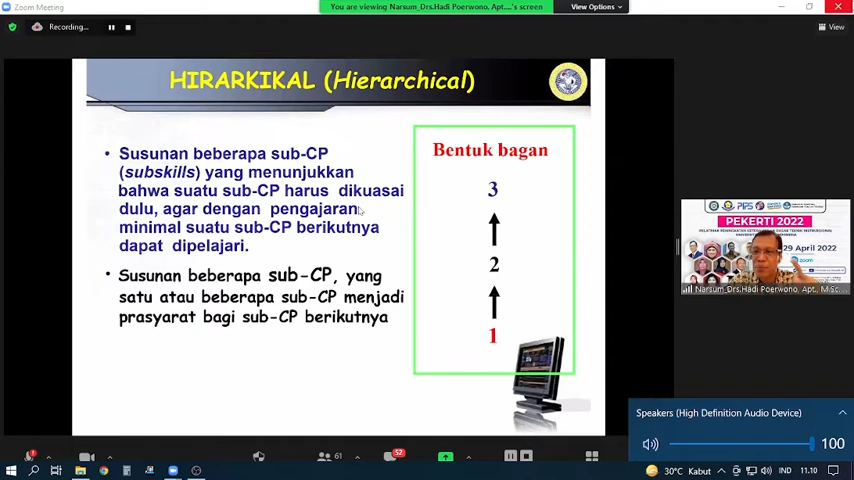 Zoom Meeting
You are viewing Narsum_Drs.Hadi Poerwono, Apt....'s screen
View Options
Recording...
View
HIRARKIKAL (Hierarchical)
• Susunan beberapa sub-CP
(subskills) yang menunjukkan
bahwa suatu sub-CP harus dikuasai
dulu, agar dengan pengajaran
minimal suatu sub-CP berikutnya
dapat dipelajari.
• Susunan beberapa sub-CP, yang
satu atau beberapa sub-CP menjadi
prasyarat bagi sub-CP berikutnya
Bentuk bagan
3
2
1
PEKERTI 2022
29 April 2022
zoom
Narsum_Drs.Hadi Poerwono, Apt., M.Sc...
Speakers (High Definition Audio Device)
100
61
52
30°C Kabut
IND
11.10